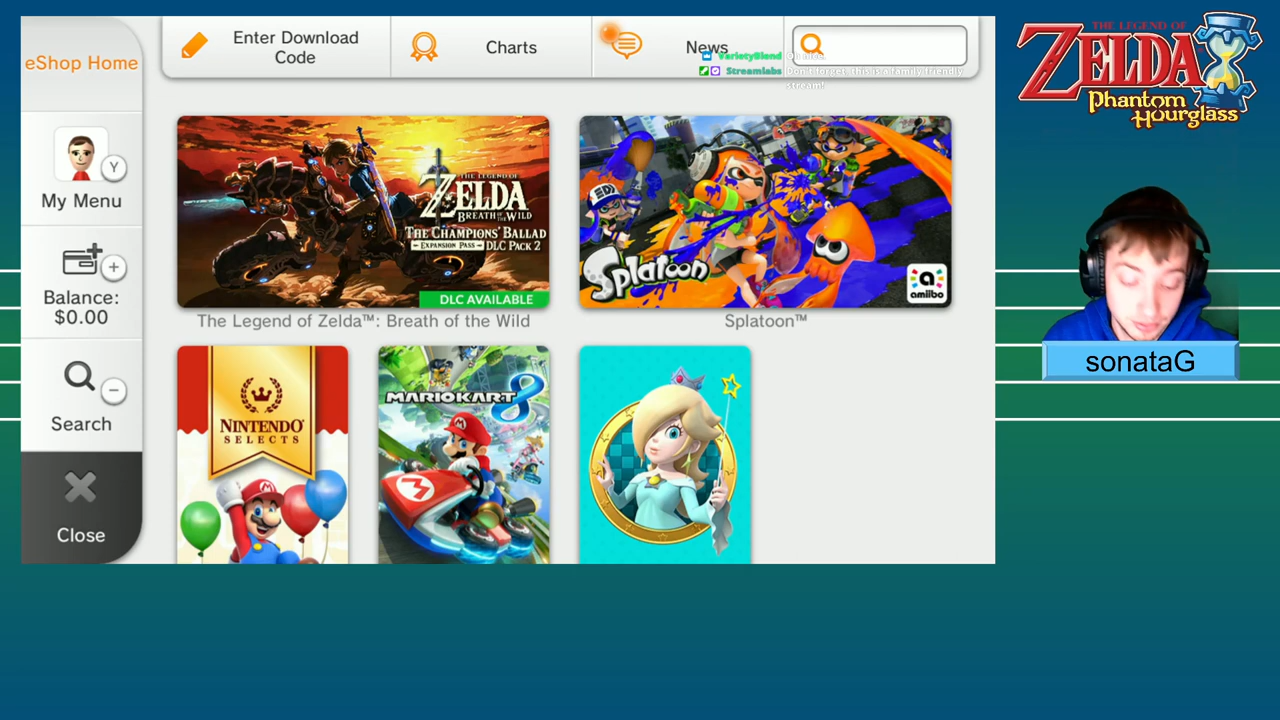 eShop Home
Enter Download
Code
Charts
News
VarietyBlend
Streamlabs Don't forget, this is a family friendly
stream!
THE LEGEND OF
ZELDA
Phantom
Hourglass
Y
My Menu
+
Balance:
$0.00
−
Search
Close
THE LEGEND OF
ZELDA
BREATH OF THE WILD
THE CHAMPIONS' BALLAD
EXPANSION PASS DLC PACK 2
DLC AVAILABLE
The Legend of Zelda™: Breath of the Wild
Splatoon
amiibo
Splatoon™
NINTENDO
SELECTS
MARIOKART 8
sonataG